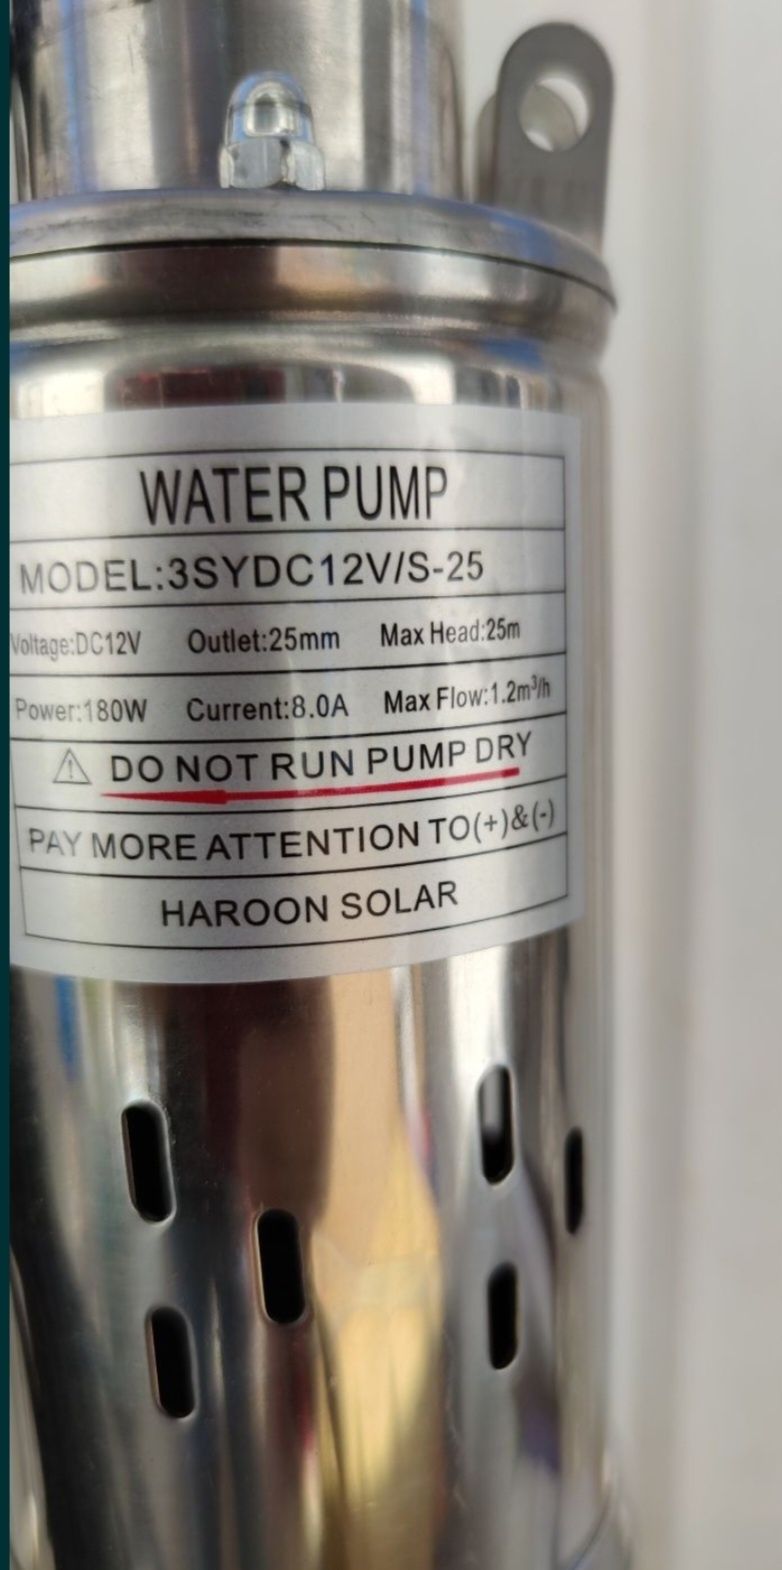 WATER PUMP
MODEL:3SYDC12V/S-25
Voltage:DC12V Outlet:25mm Max Head:25m
Power:180W Current:8.0A Max Flow:1.2m³/h
⚠ DO NOT RUN PUMP DRY
PAY MORE ATTENTION TO(+)&(-)
HAROON SOLAR